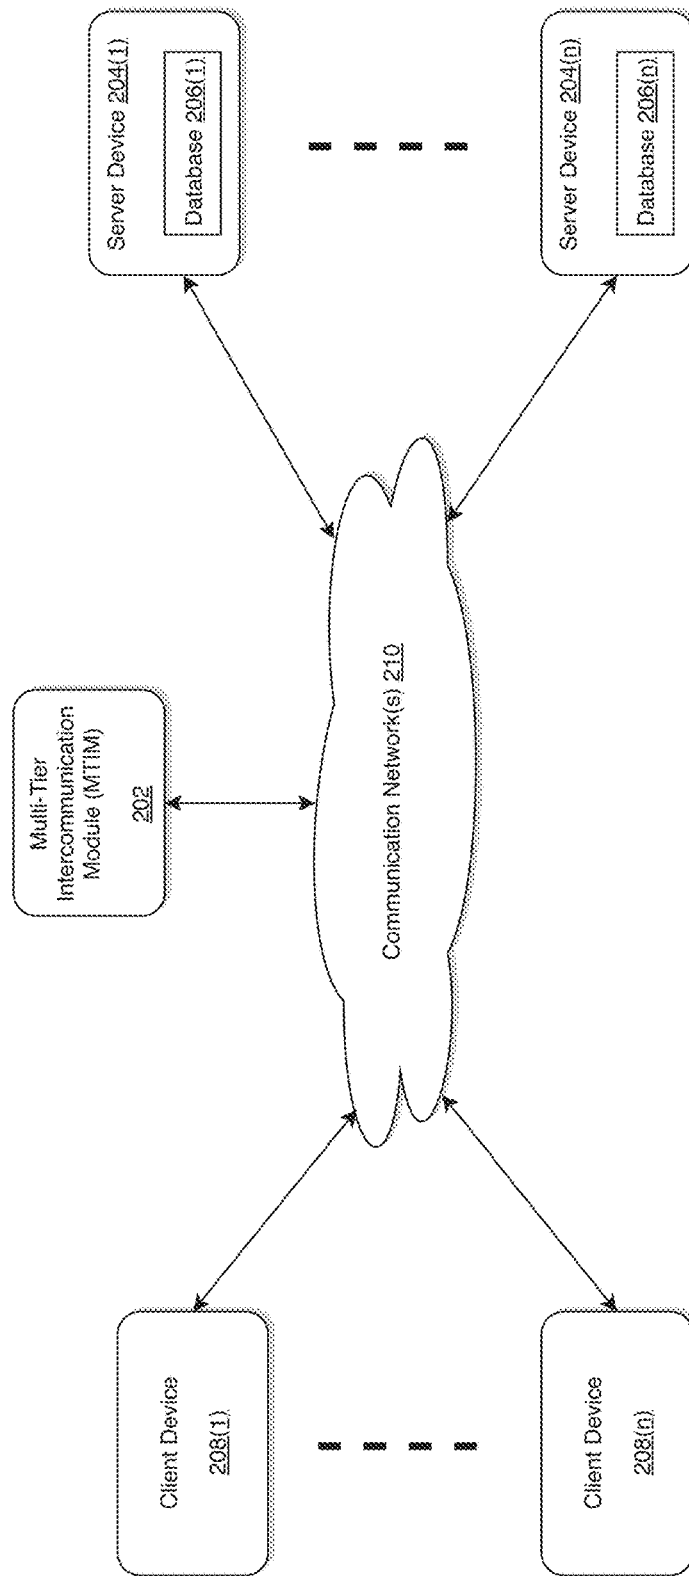 Multi-Tier
Intercommunication
Module (MTIM)
202
Server Device 204(1)
Database 206(1)
Server Device 204(n)
Database 206(n)
Communication Network(s) 210
Client Device
208(1)
Client Device
208(n)